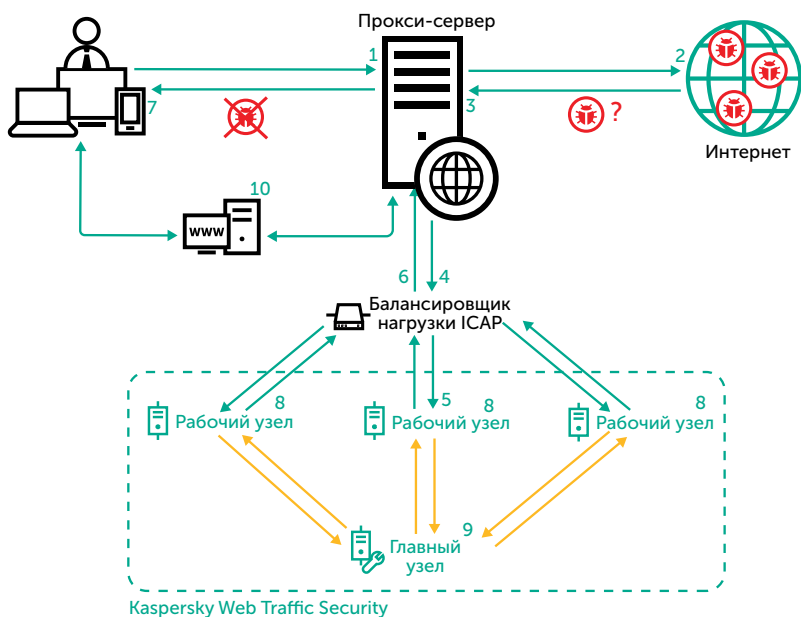 Прокси-сервер
1
2
3
7
?
Интернет
10
www
6
4
Балансировщик
нагрузки ICAP
8
Рабочий узел
5
8
Рабочий узел
8
Рабочий узел
9
Главный
узел
Kaspersky Web Traffic Security